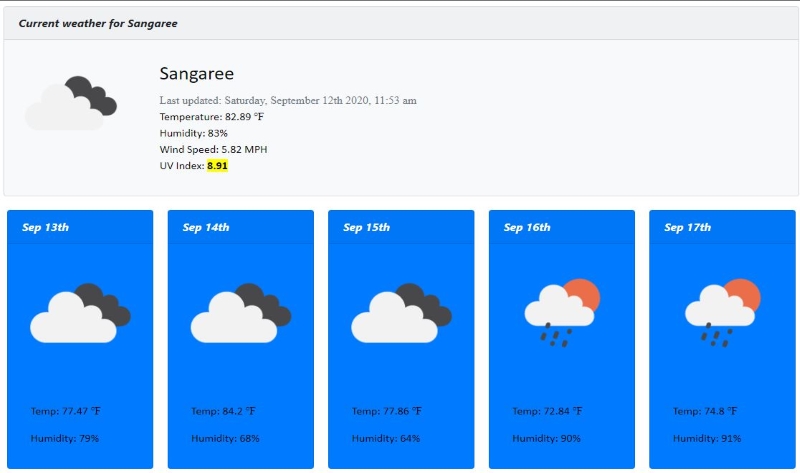 Current weather for Sangaree
Sangaree
Last updated: Saturday, September 12th 2020, 11:53 am
Temperature: 82.89 °F
Humidity: 83%
Wind Speed: 5.82 MPH
UV Index: 8.91
Sep 13th
Temp: 77.47 °F
Humidity: 79%
Sep 14th
Temp: 84.2 °F
Humidity: 68%
Sep 15th
Temp: 77.86 °F
Humidity: 64%
Sep 16th
Temp: 72.84 °F
Humidity: 90%
Sep 17th
Temp: 74.8 °F
Humidity: 91%